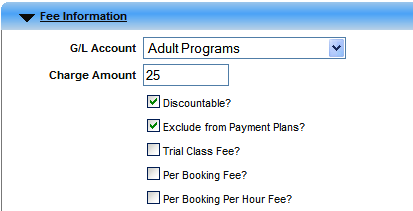 Fee Information
G/L Account Adult Programs
Charge Amount 25
Discountable?
Exclude from Payment Plans?
Trial Class Fee?
Per Booking Fee?
Per Booking Per Hour Fee?